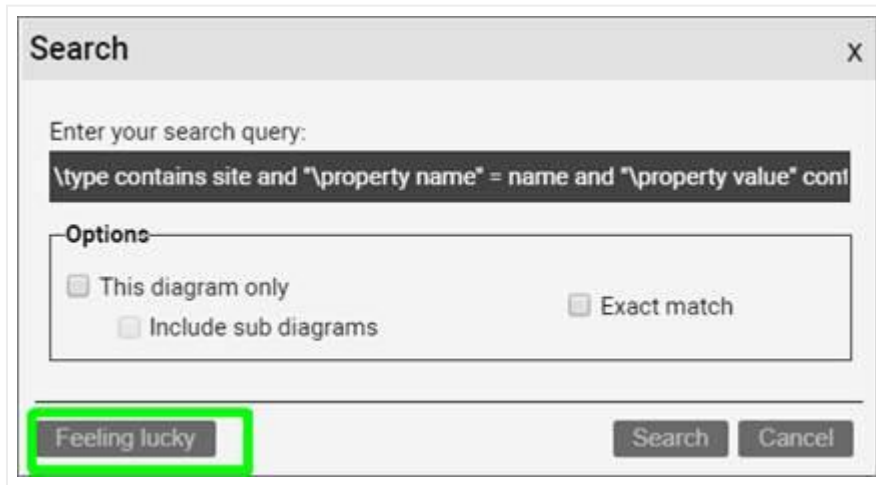 Search x
Enter your search query:
\type contains site and "\property name" = name and "\property value" cont
Options
This diagram only
Exact match
Include sub diagrams
Feeling lucky Search Cancel